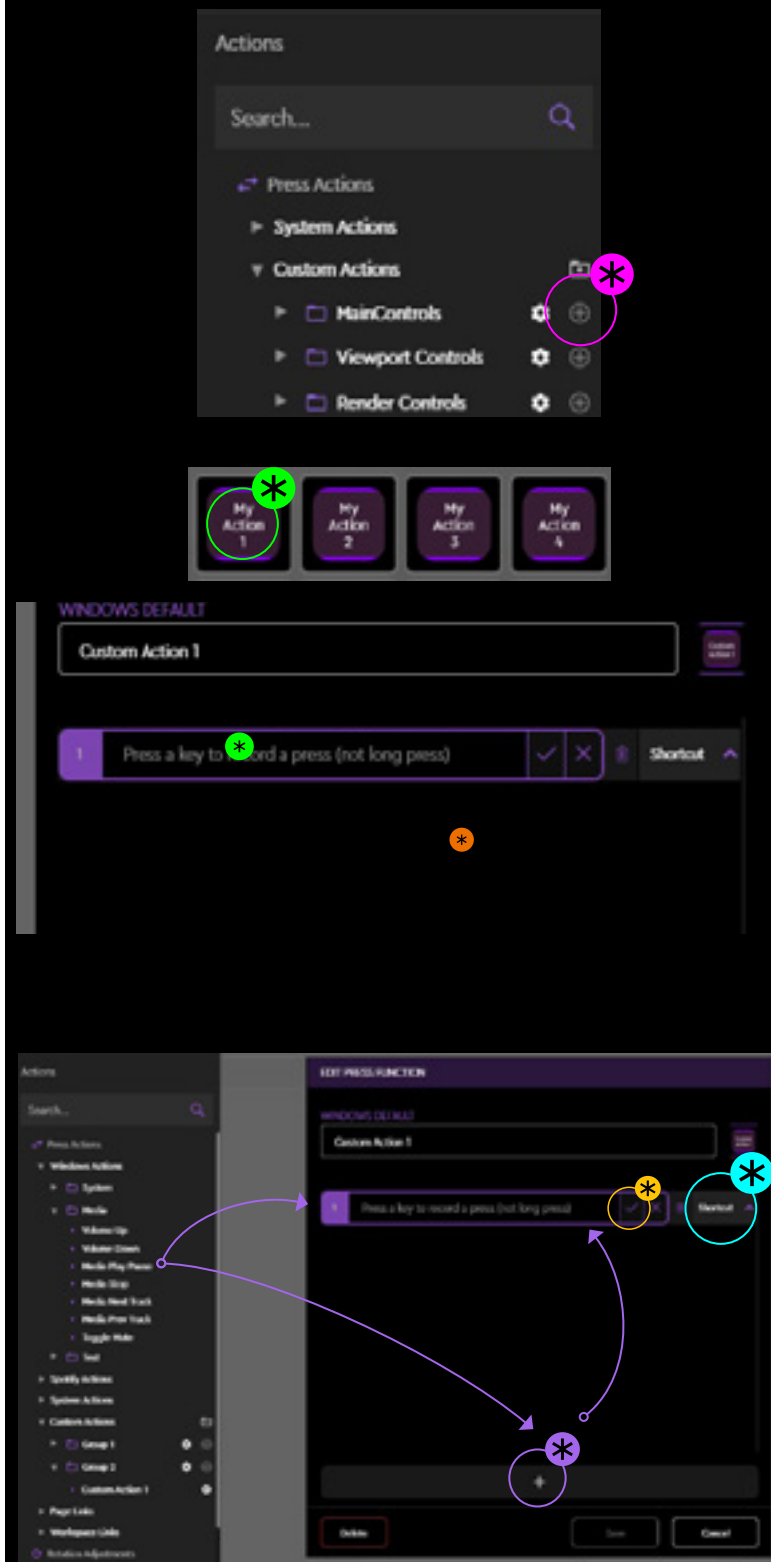 Actions
Search...
Press Actions
System Actions
Custom Actions
MainControls
Viewport Controls
Render Controls
My Action 1
My Action 2
My Action 3
My Action 4
WINDOWS DEFAULT
Custom Action 1
1 Press a key to record a press (not long press) Shortcut
Actions
Search...
Press Actions
Windows Actions
System
Media
Volume Up
Volume Down
Media Play Pause
Media Stop
Media Next Track
Media Prev Track
Toggle Mute
Text
Spotify Actions
System Actions
Custom Actions
Group 1
Group 2
Custom Action 1
Page Links
Workspace Links
Rotation Adjustments
EDIT PRESS FUNCTION
WINDOWS DEFAULT
Custom Action 1
1 Press a key to record a press (not long press) Shortcut
Delete
Save
Cancel